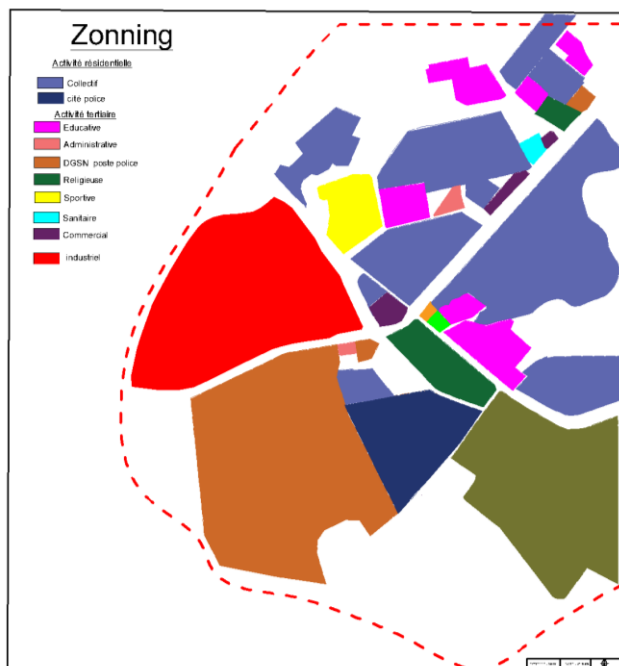 Zonning
Activité résidentielle
Collectif
cité police
Activité tertiaire
Educative
Administrative
DGSN poste police
Religieuse
Sportive
Sanitaire
Commercial
industriel